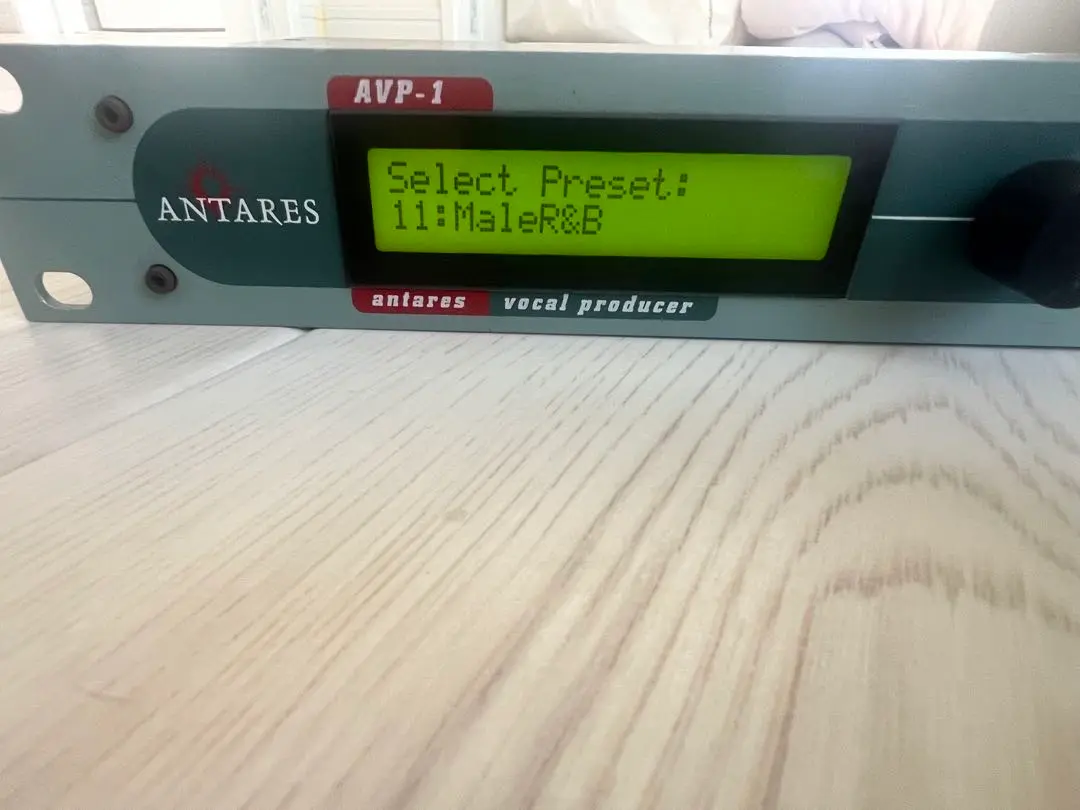 AVP-1
ANTARES
Select Preset:
11:MaleR&B
antares vocal producer